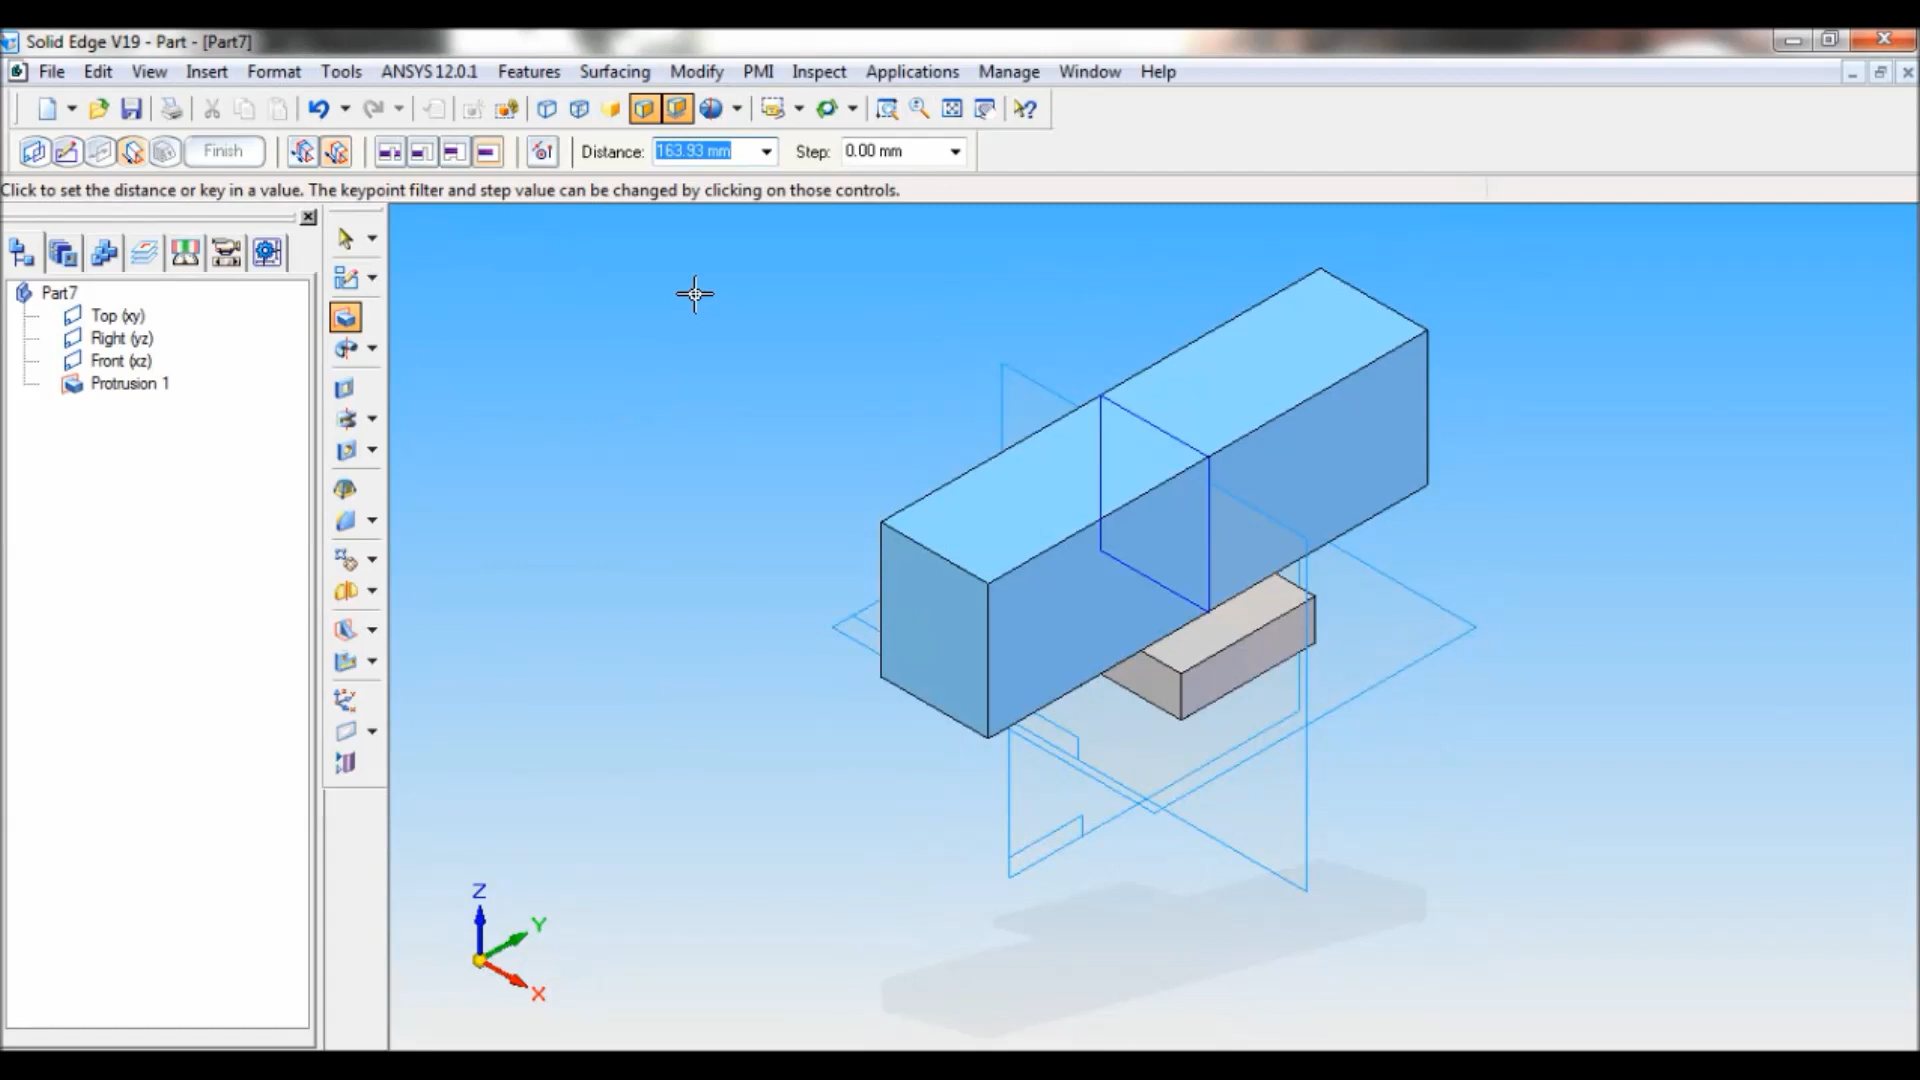 Solid Edge V19 - Part - [Part7]
File Edit View Insert Format Tools ANSYS 12.0.1 Features Surfacing Modify PMI Inspect Applications Manage Window Help
Finish Distance: 163.93 mm Step: 0.00 mm
Click to set the distance or key in a value. The keypoint filter and step value can be changed by clicking on those controls.
Part7
Top (xy)
Right (yz)
Front (xz)
Protrusion 1
Z
Y
X